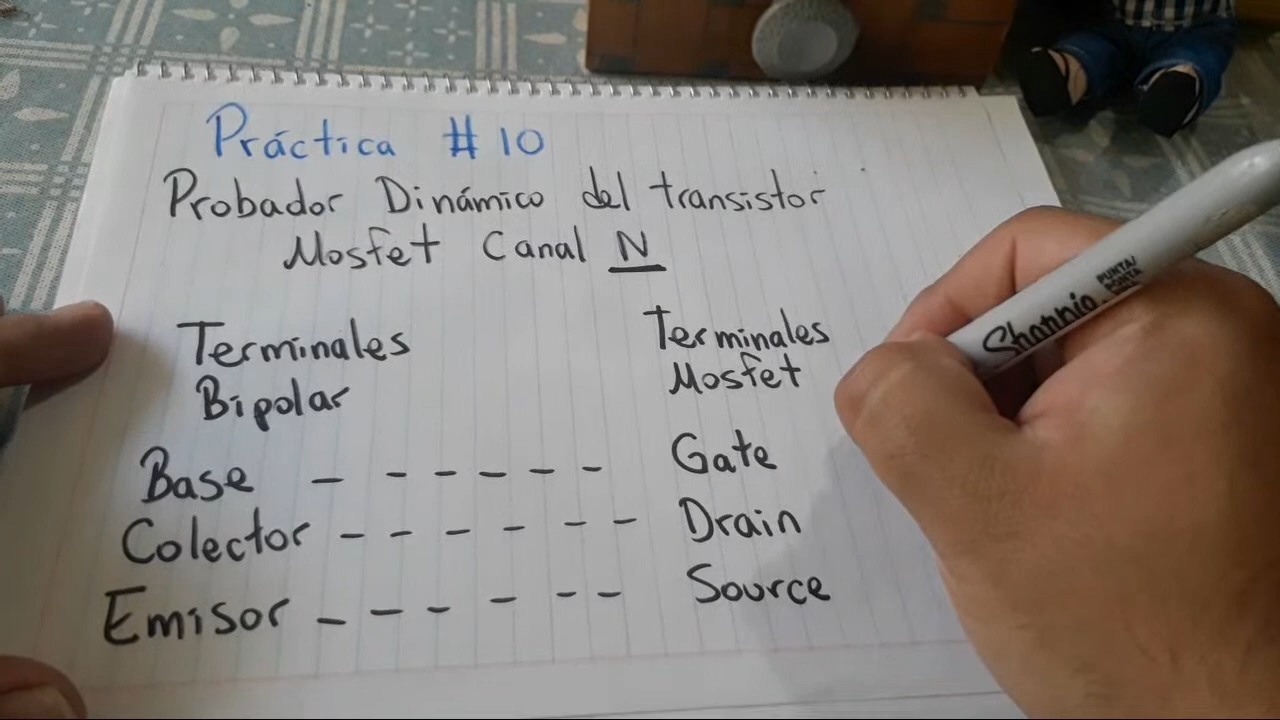 Práctica #10
Probador Dinámico del transistor
Mosfet Canal N
Terminales Terminales
Bipolar Mosfet
Base - - - - - - Gate
Colector - - - - - - Drain
Emisor - - - - - - Source
Sharpie
PUNTA/